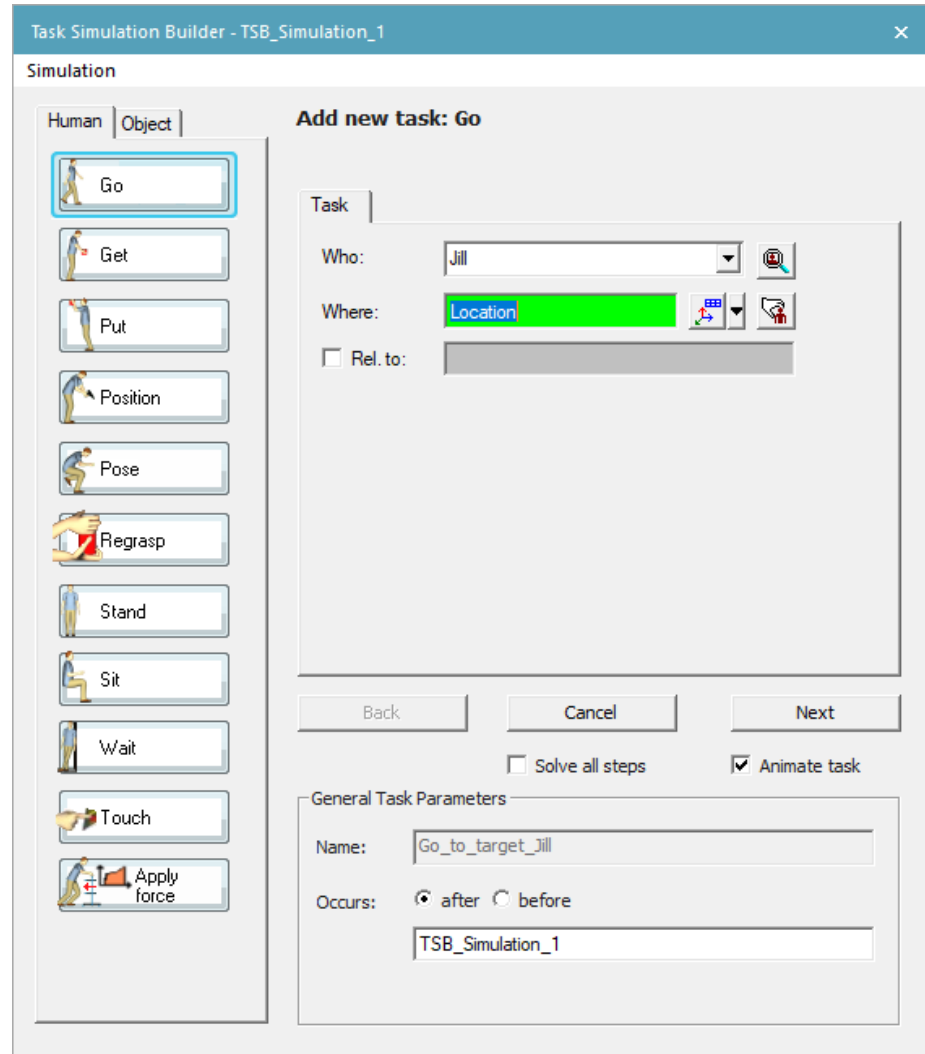 Task Simulation Builder - TSB_Simulation_1
Simulation
Human
Object
Go
Get
Put
Position
Pose
Regrasp
Stand
Sit
Wait
Touch
Apply
force
Add new task: Go
Task
Who:
Jill
Where:
Location
Rel. to:
Back
Cancel
Next
Solve all steps
Animate task
General Task Parameters
Name:
Go_to_target_Jill
Occurs:
after
before
TSB_Simulation_1